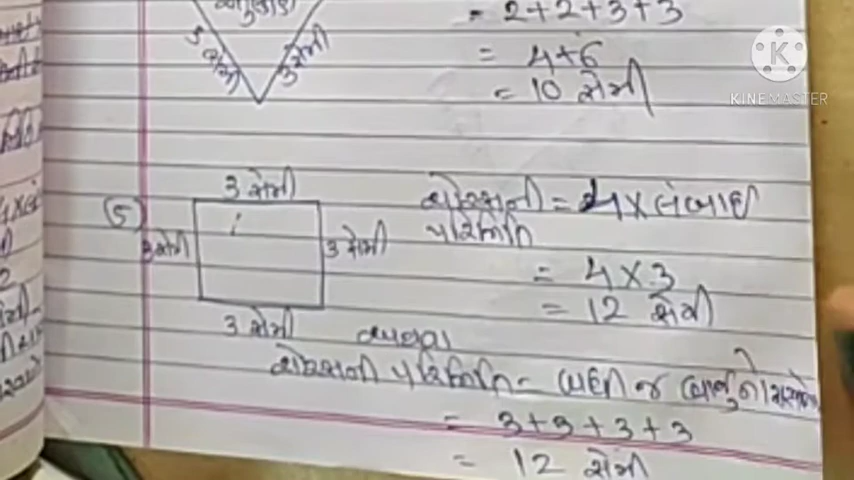 = 2+2+3+3
= 4+6
3 સેમી
= 10 સેમી
KINEMASTER
3 સેમી
(5)
3 સેમી
3 સેમી
3 સેમી
ચોરસની = 4 x લંબાઈ
પરિમિતિ
= 4 x 3
= 12 સેમી
અથવા
ચોરસની પરિમિતિ = બધી જ બાજુનો સરવાળો
= 3+3+3+3
= 12 સેમી